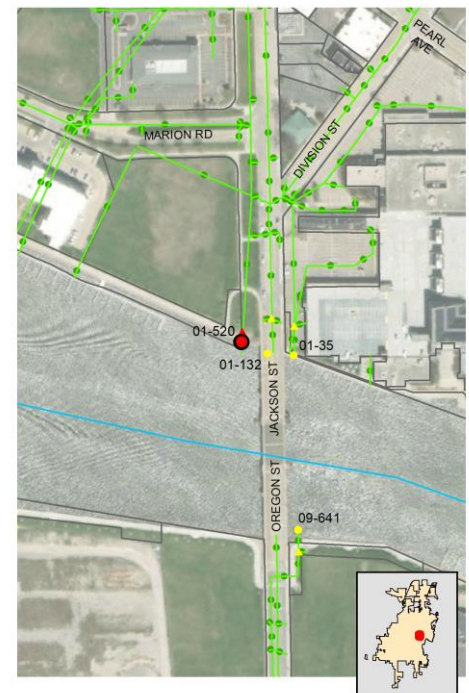 PEARL AVE
MARION RD
DIVISION ST
01-520
01-35
01-132
JACKSON ST
OREGON ST
09-641